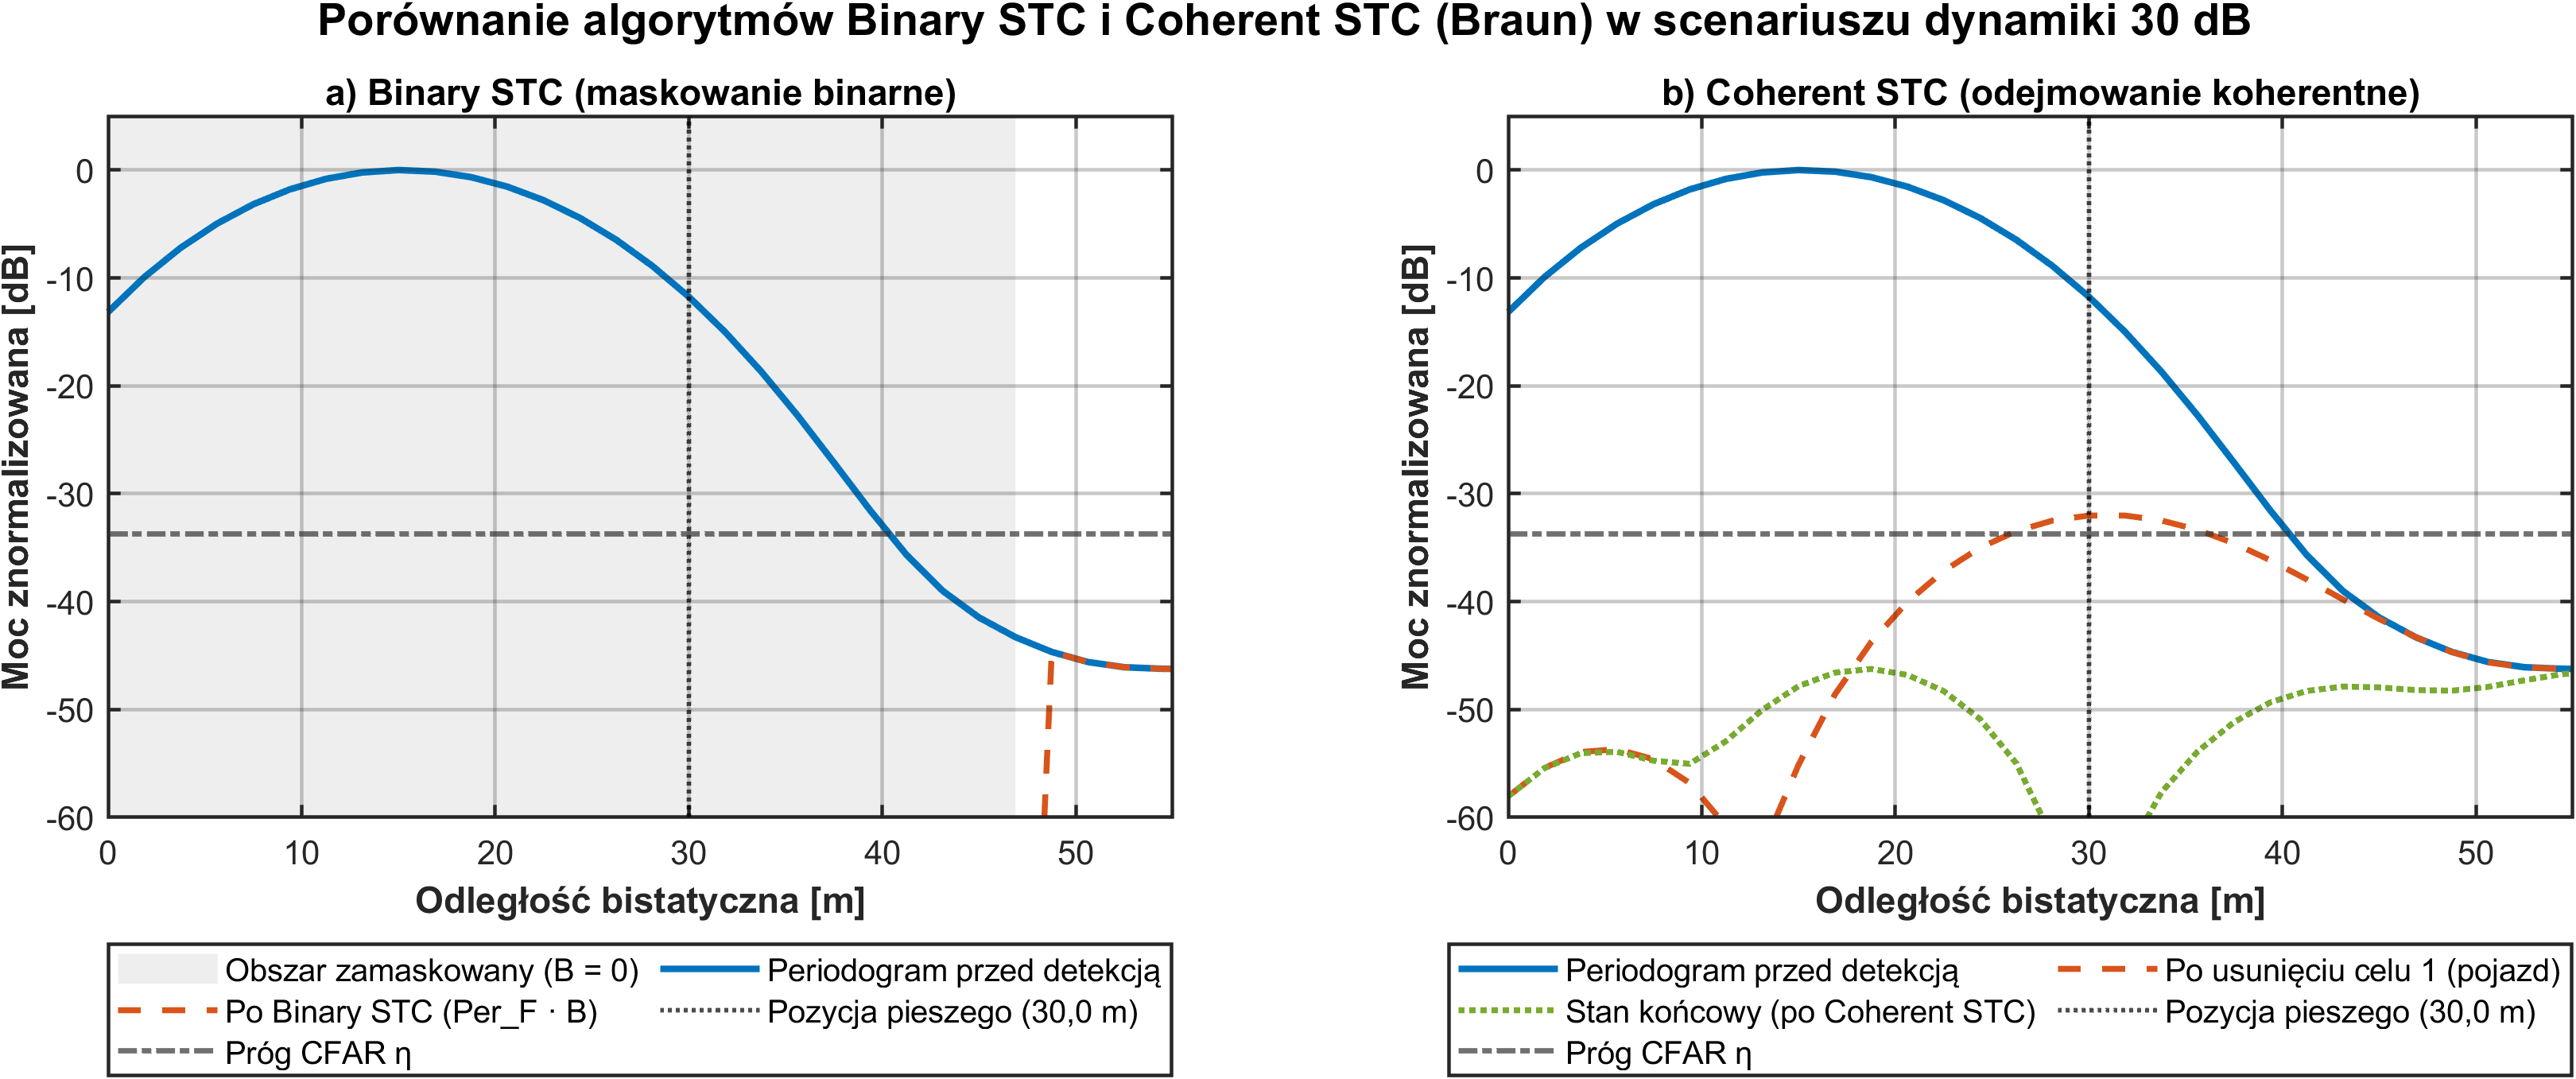 Porównanie algorytmów Binary STC i Coherent STC (Braun) w scenariuszu dynamiki 30 dB
a) Binary STC (maskowanie binarne)
0
-10
-20
-30
-40
-50
-60
Moc znormalizowana [dB]
0 10 20 30 40 50
Odległość bistatyczna [m]
Obszar zamaskowany (B = 0) Periodogram przed detekcją
Po Binary STC (Per_F · B) Pozycja pieszego (30,0 m)
Próg CFAR η
b) Coherent STC (odejmowanie koherentne)
0
-10
-20
-30
-40
-50
-60
Moc znormalizowana [dB]
0 10 20 30 40 50
Odległość bistatyczna [m]
Periodogram przed detekcją Po usunięciu celu 1 (pojazd)
Stan końcowy (po Coherent STC) Pozycja pieszego (30,0 m)
Próg CFAR η